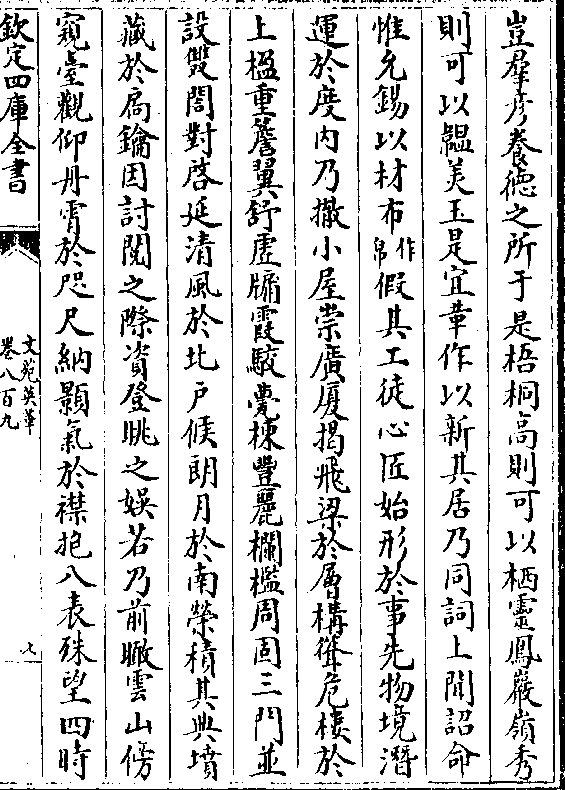 豈羣彥養德之所于是梧桐高則可以栖靈鳳巖嶺秀
則可以韞美玉是宜革作以新其居乃同詞上聞詔命
惟允錫以材布作帛假其工徒心匠始形於事先物境潛
運於度内乃撤小屋崇廣厦揭飛梁於層構聳危棲於
上楹重簷翼舒虚牖霞駮甍棟豐麗欄檻周固三門並
設雙閤對啓延清風於北戶候朗月於南榮積其典墳
藏於扃鑰因討閱之際資登眺之娛若乃前瞰雲山傍
窺臺觀仰丹霄於咫尺納顥氣於襟抱八表殊望四時
欽定四庫全書
文苑英華
卷八百九
七